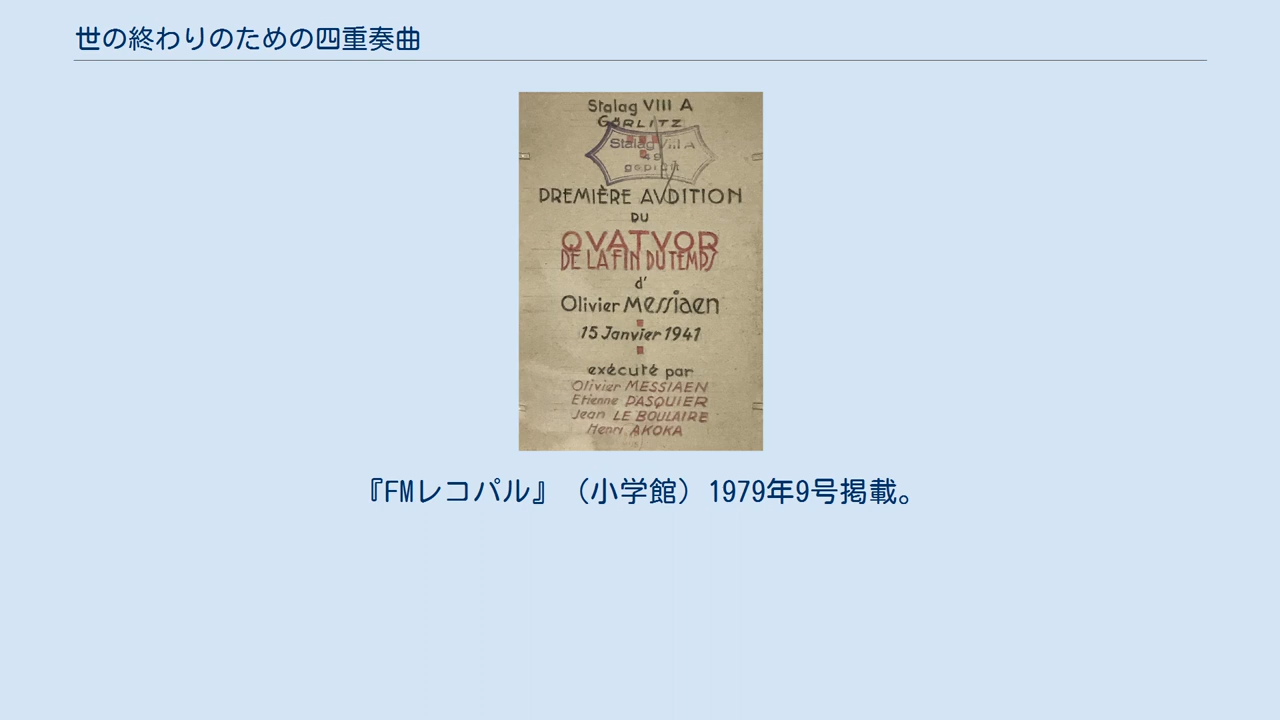 世の終わりのための四重奏曲
Stalag VIII A
GÖRLITZ
Stalag VIII A
49
geprüft
PREMIÈRE AVDITION
DU
QVATVOR
DE LA FIN DU TEMPS
d'
Olivier Messiaen
15 Janvier 1941
exécuté par
Olivier MESSIAEN
Etienne PASQUIER
Jean LE BOULAIRE
Henri AKOKA
『FMレコパル』（小学館）1979年9号掲載。